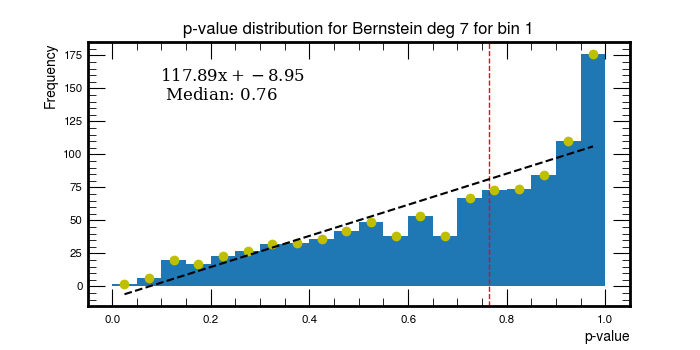 p-value distribution for Bernstein deg 7 for bin 1
Frequency
175
150
125
100
75
50
25
0
117.89x + −8.95
Median: 0.76
0.0 0.2 0.4 0.6 0.8 1.0
p-value